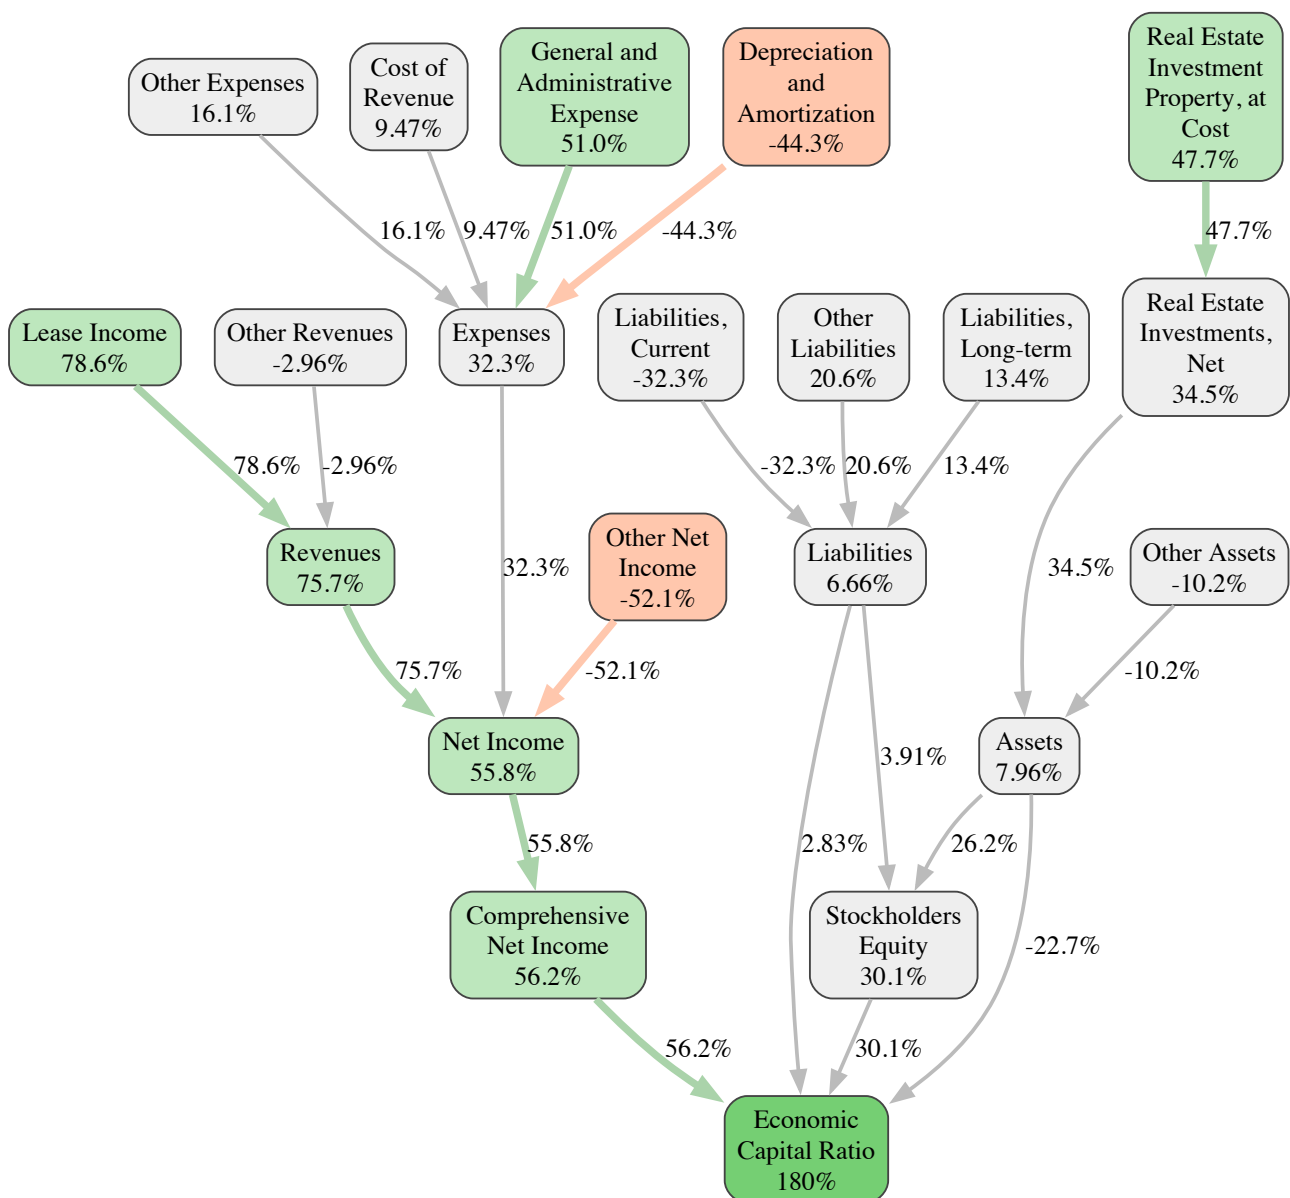 Other Expenses
16.1%
Cost of
Revenue
9.47%
General and
Administrative
Expense
51.0%
Depreciation
and
Amortization
-44.3%
Real Estate
Investment
Property, at
Cost
47.7%
16.1%
9.47%
51.0%
-44.3%
47.7%
Lease Income
78.6%
Other Revenues
-2.96%
Expenses
32.3%
Liabilities,
Current
-32.3%
Other
Liabilities
20.6%
Liabilities,
Long-term
13.4%
Real Estate
Investments,
Net
34.5%
78.6%
-2.96%
-32.3%
20.6%
13.4%
Revenues
75.7%
32.3%
Other Net
Income
-52.1%
Liabilities
6.66%
34.5%
Other Assets
-10.2%
75.7%
-52.1%
-10.2%
Net Income
55.8%
3.91%
Assets
7.96%
55.8%
2.83%
26.2%
Comprehensive
Net Income
56.2%
Stockholders
Equity
30.1%
-22.7%
56.2%
30.1%
Economic
Capital Ratio
180%